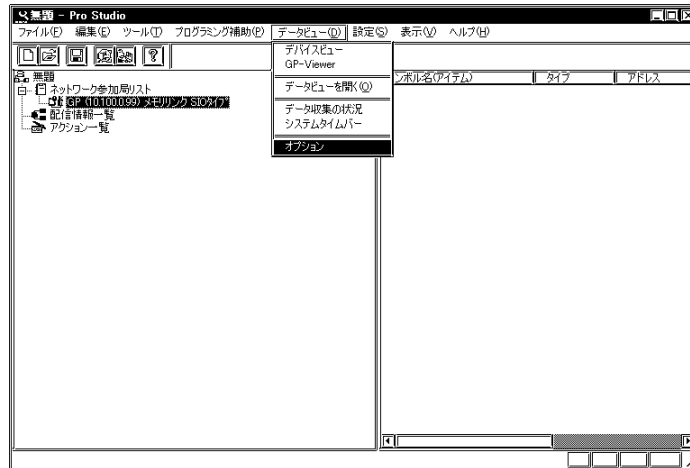 無題 - Pro Studio
ファイル(F) 編集(E) ツール(T) プログラミング補助(P) データビュー(D) 設定(S) 表示(V) ヘルプ(H)
デバイスビュー
GP-Viewer
データビューを開く(O)
データ収集の状況
システムタイムバー
オプション
無題
ネットワーク参加局リスト
GP (10.100.0.99) メモリリンク SIOタイプ
配信情報一覧
アクション一覧
ンボル名(アイテム) タイプ アドレス